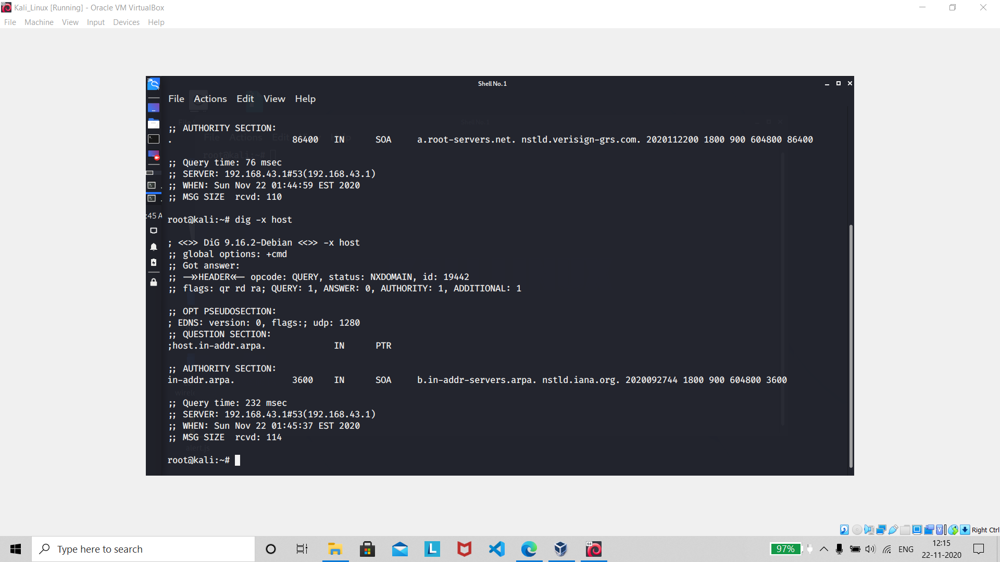 Kali_Linux [Running] - Oracle VM VirtualBox
File Machine View Input Devices Help
Shell No. 1
File Actions Edit View Help
;; AUTHORITY SECTION:
. 86400 IN SOA a.root-servers.net. nstld.verisign-grs.com. 2020112200 1800 900 604800 86400
;; Query time: 76 msec
;; SERVER: 192.168.43.1#53(192.168.43.1)
;; WHEN: Sun Nov 22 01:44:59 EST 2020
;; MSG SIZE  rcvd: 110
:45 A
root@kali:~# dig -x host
; <<>> DiG 9.16.2-Debian <<>> -x host
;; global options: +cmd
;; Got answer:
;; ->>HEADER<<- opcode: QUERY, status: NXDOMAIN, id: 19442
;; flags: qr rd ra; QUERY: 1, ANSWER: 0, AUTHORITY: 1, ADDITIONAL: 1
;; OPT PSEUDOSECTION:
; EDNS: version: 0, flags:; udp: 1280
;; QUESTION SECTION:
;host.in-addr.arpa. IN PTR
;; AUTHORITY SECTION:
in-addr.arpa. 3600 IN SOA b.in-addr-servers.arpa. nstld.iana.org. 2020092744 1800 900 604800 3600
;; Query time: 232 msec
;; SERVER: 192.168.43.1#53(192.168.43.1)
;; WHEN: Sun Nov 22 01:45:37 EST 2020
;; MSG SIZE  rcvd: 114
alert.js
root@kali:~#
Right Ctrl
Type here to search
97%
ENG
12:15
22-11-2020